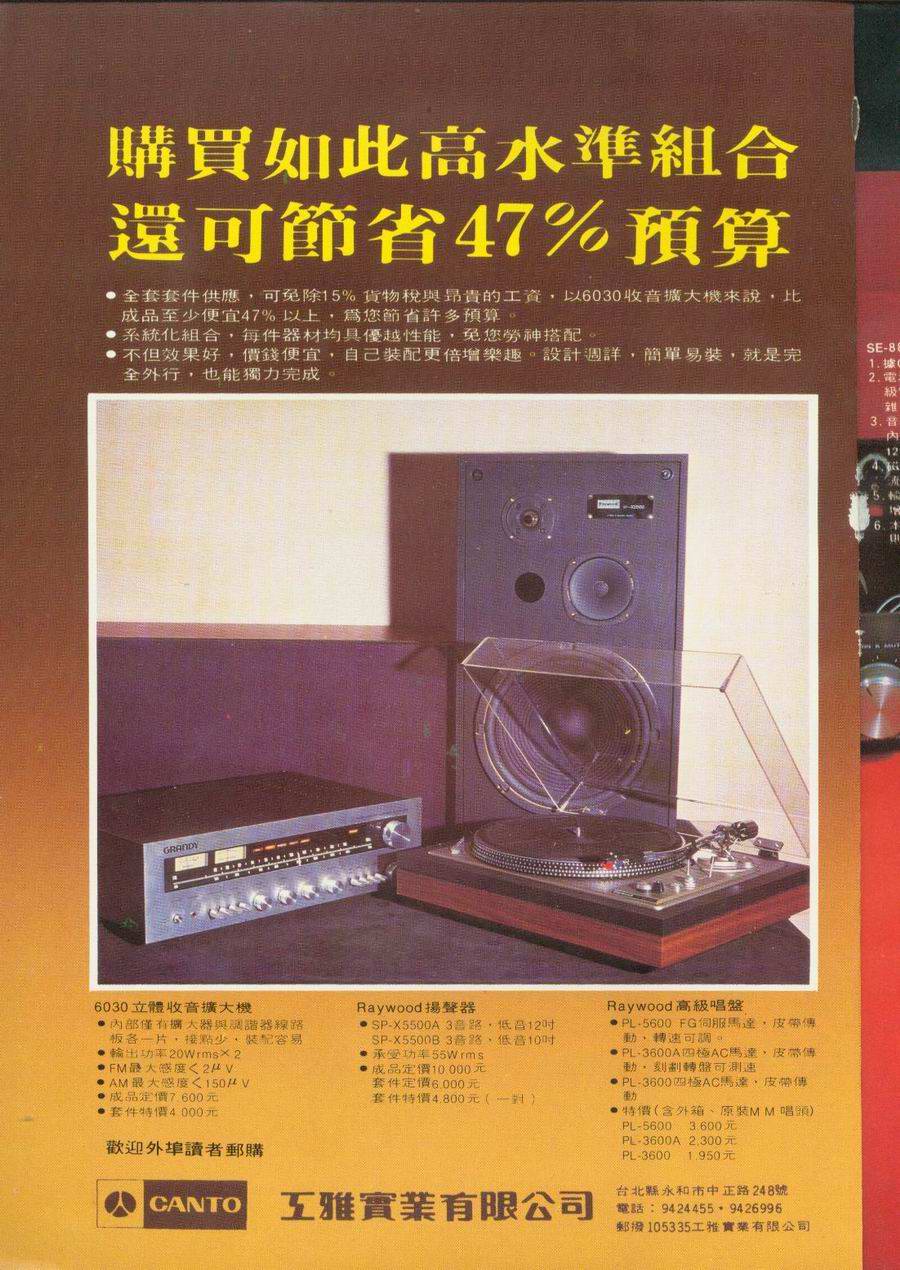 購買如此高水準組合
還可節省47%預算
●全套套件供應，可免除15%貨物稅與昂貴的工資，以6030收音擴大機來說，比
成品至少便宜47%以上，為您節省許多預算。
●系統化組合，每件器材均具優越性能，免您勞神搭配。
●不但效果好，價錢便宜，自己裝配更倍增樂趣。設計週詳，簡單易裝，就是完
全外行，也能獨力完成。
Raywood
GRANDY
6030立體收音擴大機
●內部僅有擴大器與調諧器線路
板各一片，接點少，裝配容易
●輸出功率20Wrms×2
●FM最大感度<2μV
●AM最大感度<150μV
●成品定價7.600元
●套件特價4.000元
Raywood揚聲器
●SP-X5500A 3音路，低音12吋
SP-X5500B 3音路，低音10吋
●承受功率55Wrms
●成品定價10.000元
套件定價6.000元
套件特價4.800元（一對）
Raywood高級唱盤
●PL-5600 FG伺服馬達，皮帶傳
動，轉速可調。
●PL-3600A四極AC馬達，皮帶傳
動，刻劃轉盤可測速
●PL-3600四極AC馬達，皮帶傳
動
●特價(含外箱、原裝MM唱頭)
PL-5600 3.600元
PL-3600A 2.300元
PL-3600 1.950元
歡迎外埠讀者郵購
CANTO
工雅實業有限公司
台北縣永和市中正路248號
電話：9424455・9426996
郵撥105335工雅實業有限公司
SE-8
1.據
2.電
級
雜
3.音
內
12
4.
5.輸
6.